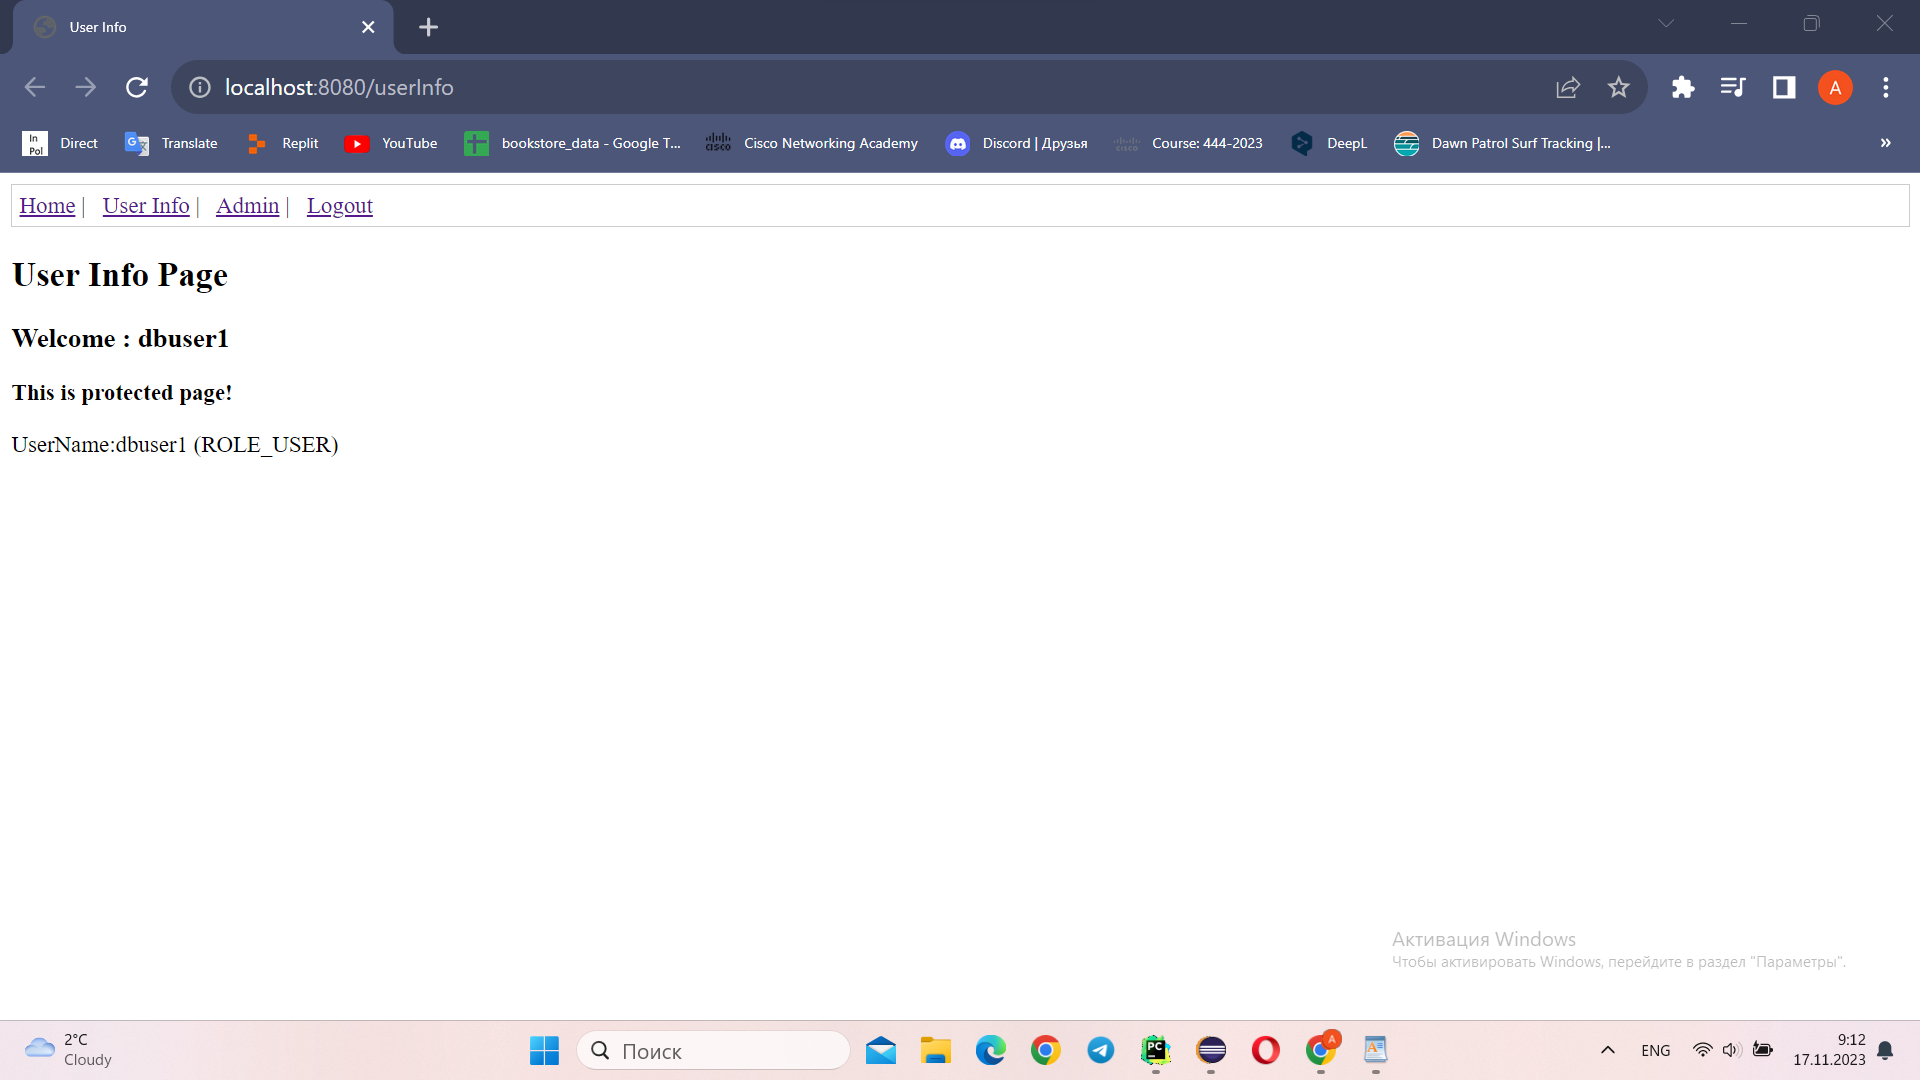 User Info
localhost:8080/userInfo
A
In Pol Direct Translate Replit YouTube bookstore_data - Google T... Cisco Networking Academy Discord | Друзья Course: 444-2023 DeepL Dawn Patrol Surf Tracking |... »
Home | User Info | Admin | Logout
User Info Page
Welcome : dbuser1
This is protected page!
UserName:dbuser1 (ROLE_USER)
Активация Windows
Чтобы активировать Windows, перейдите в раздел "Параметры".
2°C
Cloudy
Поиск
PC
A
ENG
9:12
17.11.2023